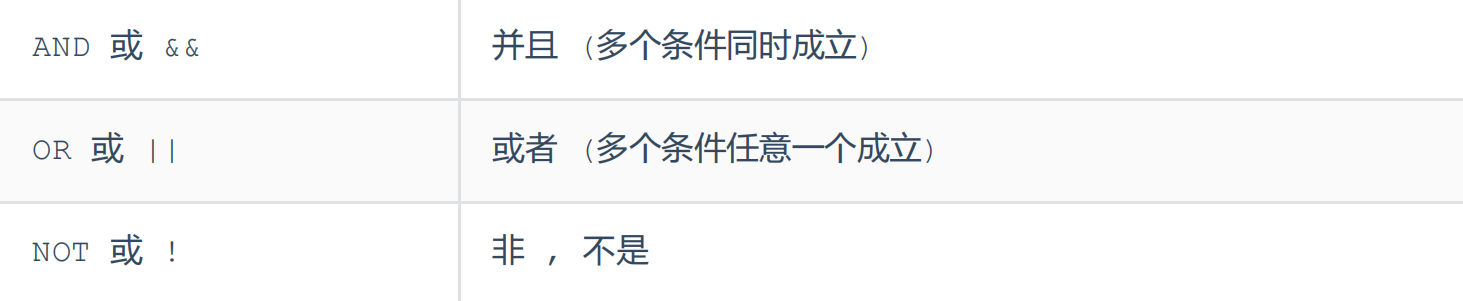 AND 或 && 并且 (多个条件同时成立)
OR 或 || 或者 (多个条件任意一个成立)
NOT 或 ! 非 , 不是